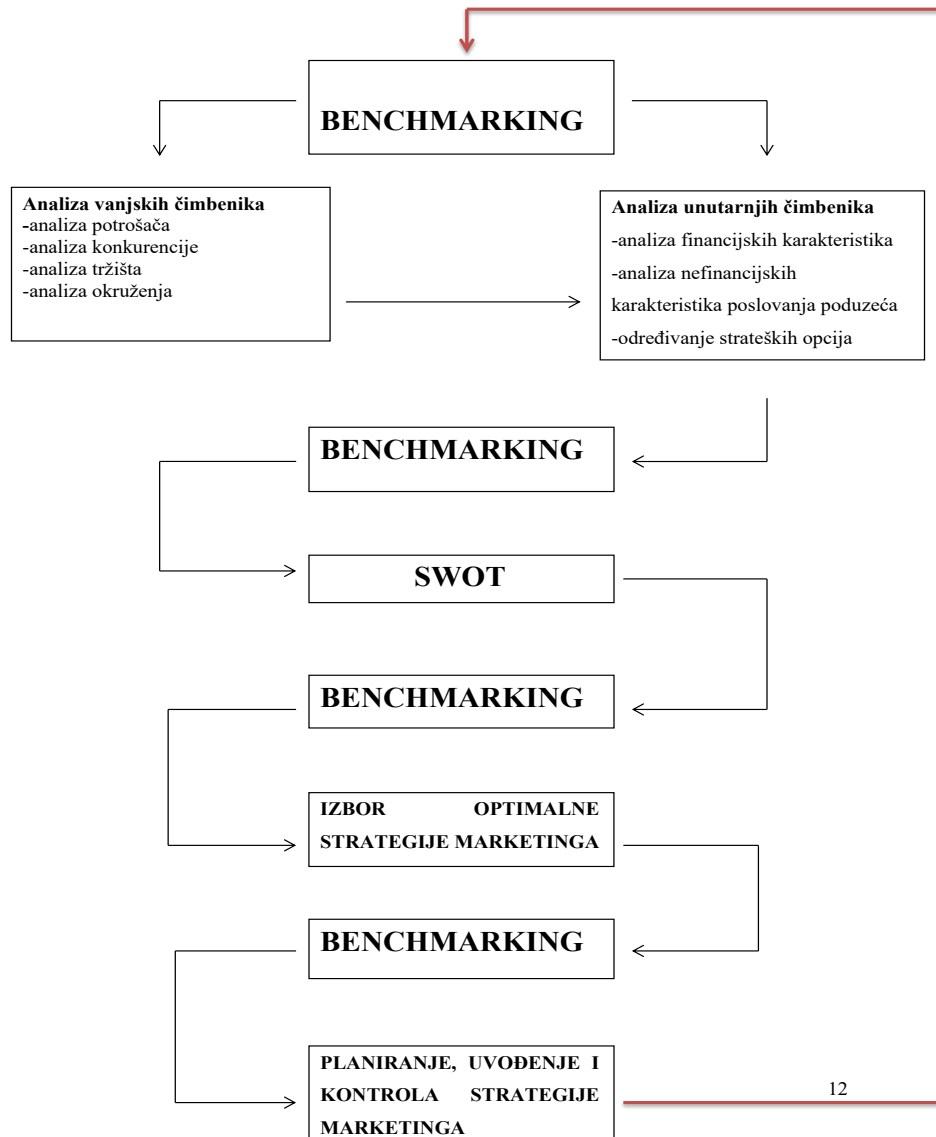 BENCHMARKING
Analiza vanjskih čimbenika
-analiza potrošača
-analiza konkurencije
-analiza tržišta
-analiza okruženja
Analiza unutarnjih čimbenika
-analiza financijskih karakteristika
-analiza nefinancijskih
karakteristika poslovanja poduzeća
-određivanje strateških opcija
BENCHMARKING
SWOT
BENCHMARKING
IZBOR OPTIMALNE
STRATEGIJE MARKETINGA
BENCHMARKING
PLANIRANJE, UVOĐENJE I
KONTROLA STRATEGIJE
MARKETINGA
12